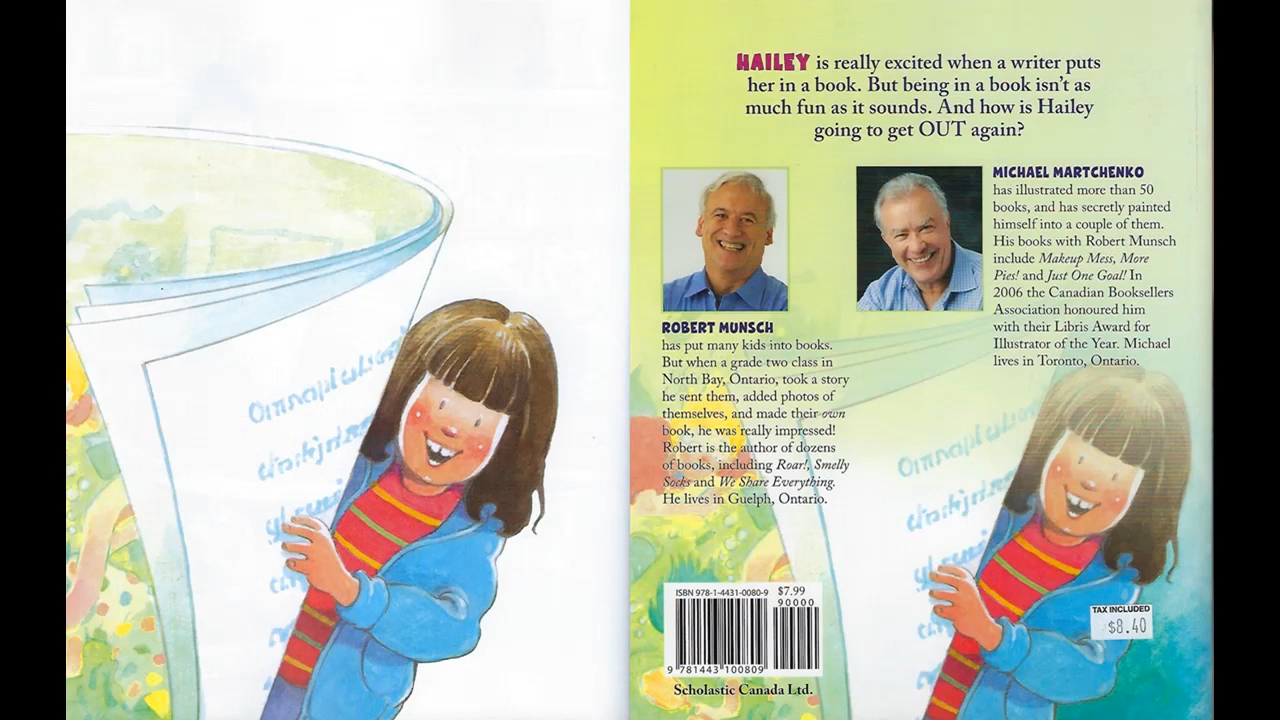 HAILEY is really excited when a writer puts
her in a book. But being in a book isn't as
much fun as it sounds. And how is Hailey
going to get OUT again?
ROBERT MUNSCH
has put many kids into books.
But when a grade two class in
North Bay, Ontario, took a story
he sent them, added photos of
themselves, and made their own
book, he was really impressed!
Robert is the author of dozens
of books, including Roar!, Smelly
Socks and We Share Everything.
He lives in Guelph, Ontario.
MICHAEL MARTCHENKO
has illustrated more than 50
books, and has secretly painted
himself into a couple of them.
His books with Robert Munsch
include Makeup Mess, More
Pies! and Just One Goal! In
2006 the Canadian Booksellers
Association honoured him
with their Libris Award for
Illustrator of the Year. Michael
lives in Toronto, Ontario.
ISBN 978-1-4431-0080-9
$7.99
90000
9 781443 100809
Scholastic Canada Ltd.
TAX INCLUDED
$8.40